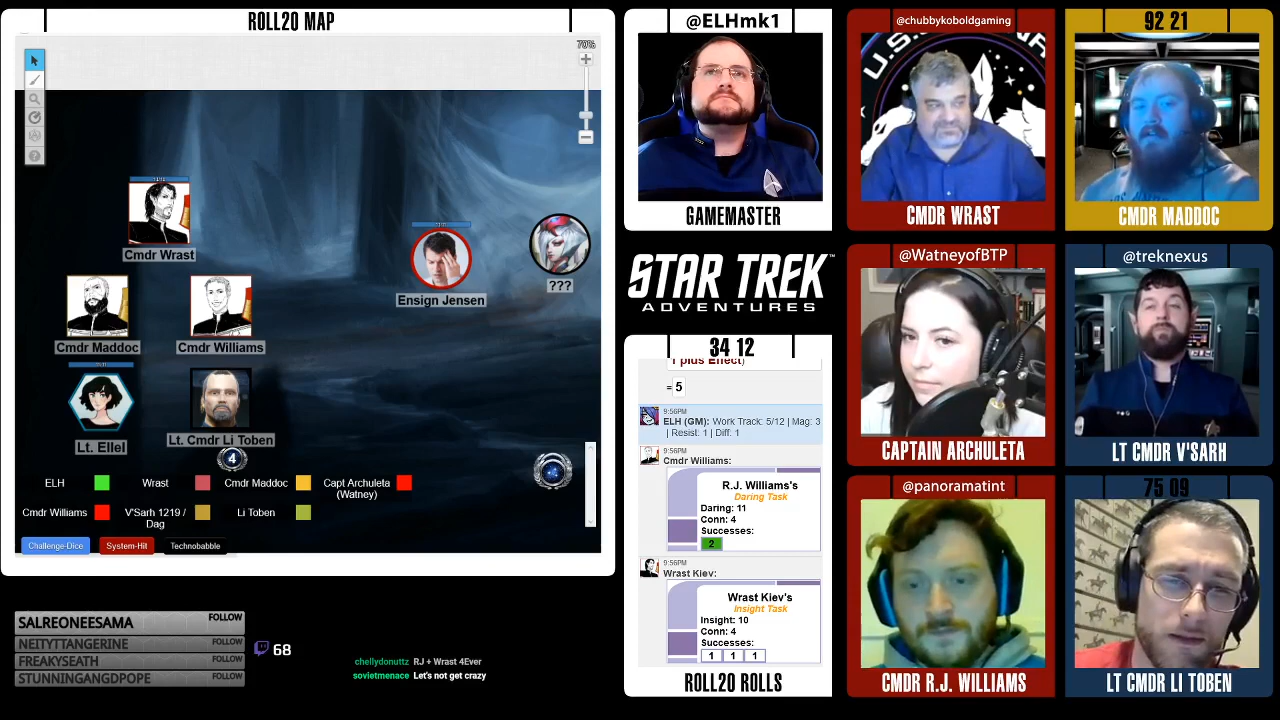 ROLL20 MAP
70%
Cmdr Wrast
Ensign Jensen
???
Cmdr Maddoc
Cmdr Williams
Lt. Ellel
Lt. Cmdr Li Toben
4
ELH
Wrast
Cmdr Maddoc
Capt Archuleta
(Watney)
Cmdr Williams
V'Sarh 1219 /
Dag
Li Toben
Challenge-Dice
System-Hit
Technobabble
SALREONEESAMA FOLLOW
NEITYTTANGERINE FOLLOW
FREAKYSEATH FOLLOW
STUNNINGANGDPOPE FOLLOW
68
chellydonuttz RJ + Wrast 4Ever
sovietmenace Let's not get crazy
@ELHmk1
GAMEMASTER
STAR TREK
ADVENTURES
34 12
1 plus Effect)
= 5
9:56PM
ELH (GM): Work Track: 5/12 | Mag: 3
| Resist: 1 | Diff: 1
9:56PM
Cmdr Williams:
R.J. Williams's
Daring Task
Daring: 11
Conn: 4
Successes:
2
9:56PM
Wrast Kiev:
Wrast Kiev's
Insight Task
Insight: 10
Conn: 4
Successes:
1 1 1
ROLL20 ROLLS
@chubbykoboldgaming
U.S.
CMDR WRAST
92 21
CMDR MADDOC
@WatneyofBTP
CAPTAIN ARCHULETA
@treknexus
LT CMDR V'SARH
@panoramatint
CMDR R.J. WILLIAMS
75 09
LT CMDR LI TOBEN